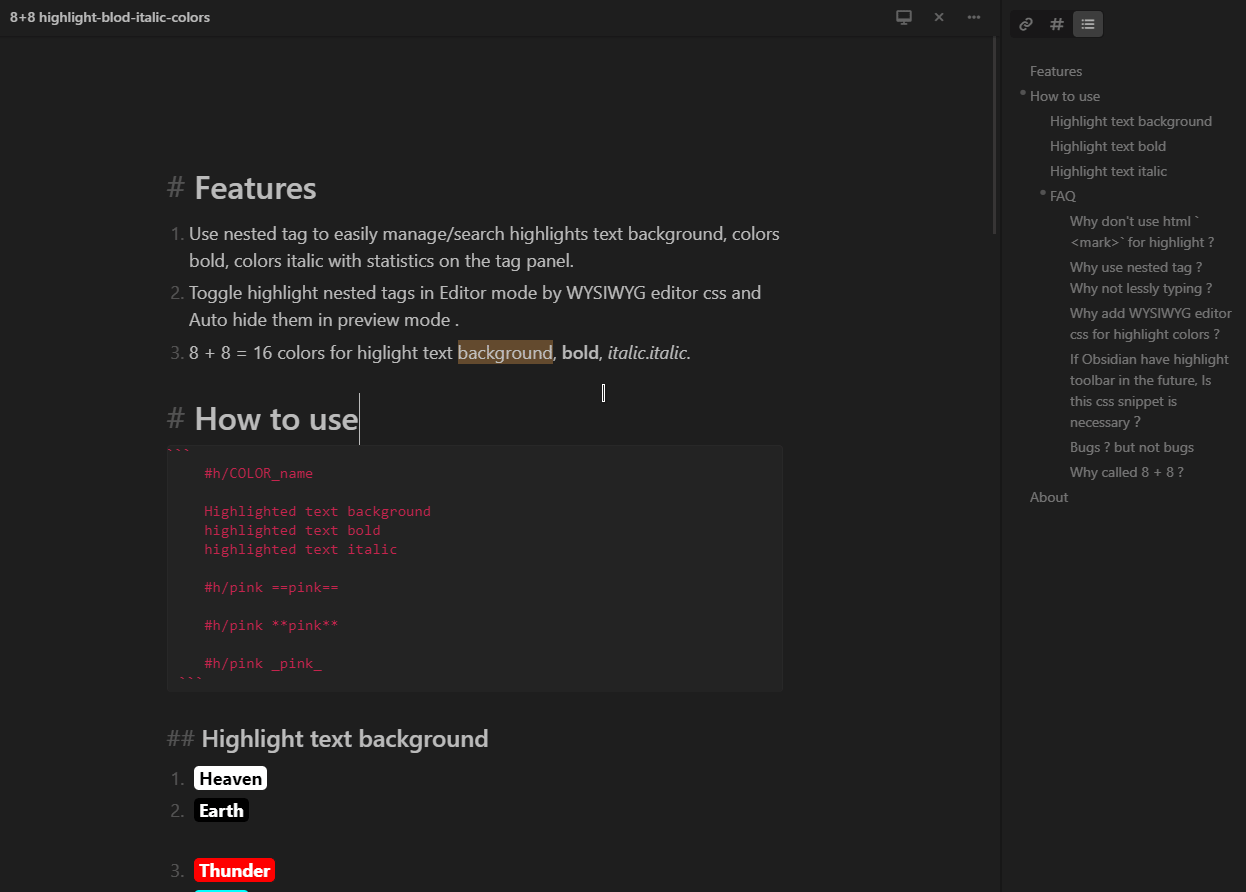 8+8 highlight-blod-italic-colors
# Features
1. Use nested tag to easily manage/search highlights text background, colors
bold, colors italic with statistics on the tag panel.
2. Toggle highlight nested tags in Editor mode by WYSIWYG editor css and
Auto hide them in preview mode .
3. 8 + 8 = 16 colors for higlight text background, bold, italic.italic.
# How to use
```
#h/COLOR_name
Highlighted text background
highlighted text bold
highlighted text italic
#h/pink ==pink==
#h/pink **pink**
#h/pink _pink_
```
## Highlight text background
1. Heaven
2. Earth
3. Thunder
Features
How to use
Highlight text background
Highlight text bold
Highlight text italic
FAQ
Why don't use html `
<mark>` for highlight ?
Why use nested tag ?
Why not lessly typing ?
Why add WYSIWYG editor
css for highlight colors ?
If Obsidian have highlight
toolbar in the future, Is
this css snippet is
necessary ?
Bugs ? but not bugs
Why called 8 + 8 ?
About